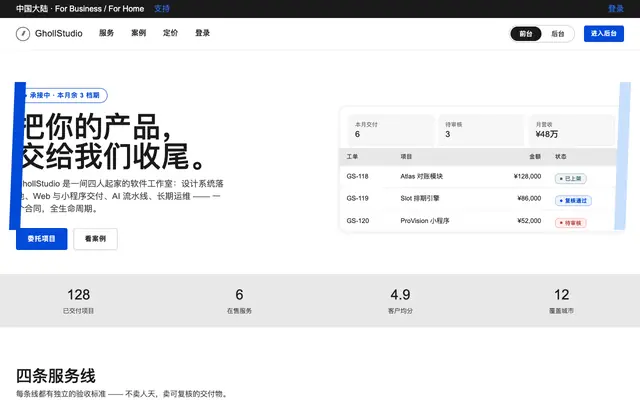 中国大陆 · For Business / For Home 支持 登录
GhollStudio 服务 案例 定价 登录 前台 后台 进入后台
承接中 · 本月余 3 档期
把你的产品，
交给我们收尾。
GhollStudio 是一间四人起家的软件工作室：设计系统落
、Web 与小程序交付、AI 流水线、长期运维 —— 一
个合同，全生命周期。
委托项目 看案例
本月交付 待审核 月营收
6 3 ¥48万
工单 项目 金额 状态
GS-118 Atlas 对账模块 ¥128,000 已上架
GS-119 Slot 排期引擎 ¥86,000 复核通过
GS-120 ProVision 小程序 ¥52,000 待审核
128 6 4.9 12
已交付项目 在售服务 客户均分 覆盖城市
四条服务线
每条线都有独立的验收标准 —— 不卖人天，卖可复核的交付物。